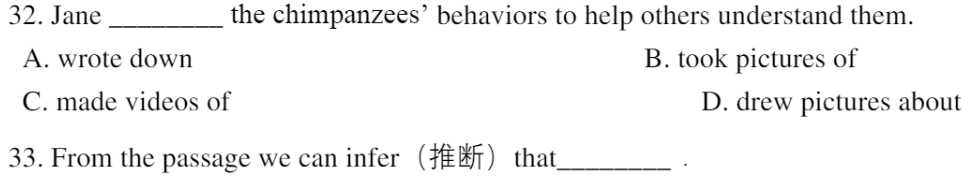 32. Jane ________ the chimpanzees’ behaviors to help others understand them.
A. wrote down B. took pictures of
C. made videos of D. drew pictures about
33. From the passage we can infer（推断）that________ .